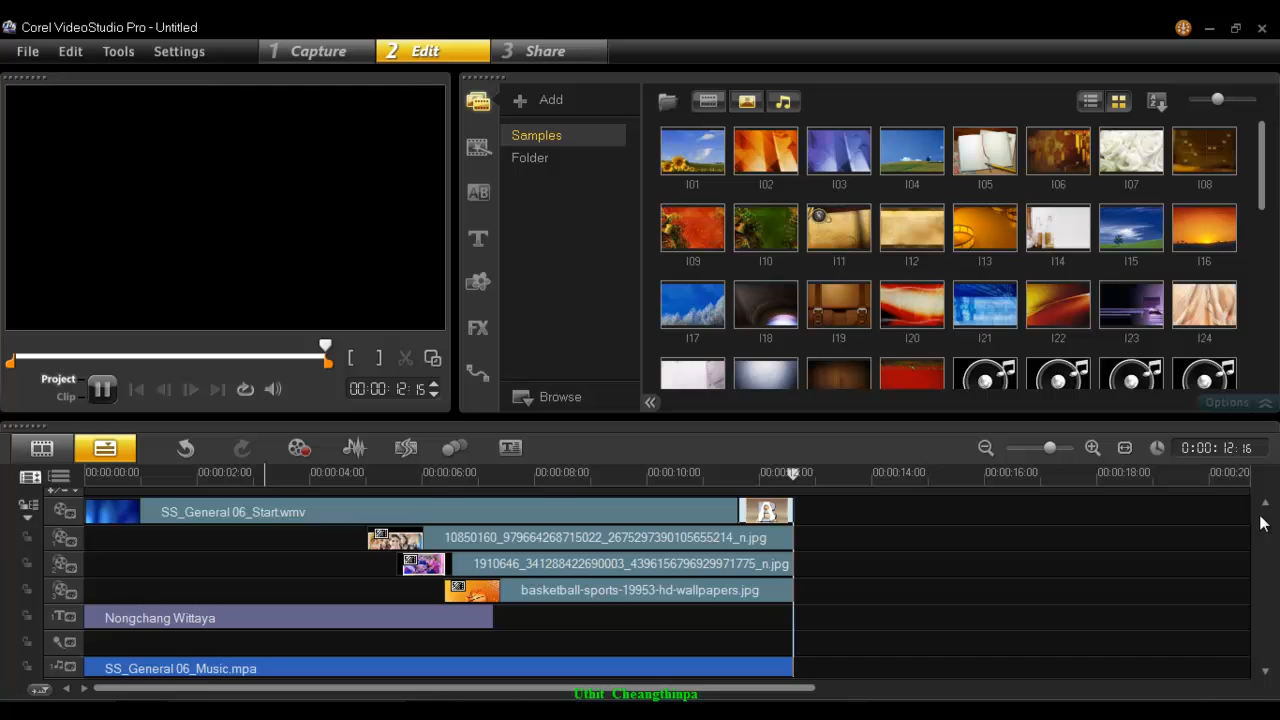 Corel VideoStudio Pro - Untitled
File Edit Tools Settings 1 Capture 2 Edit 3 Share
Add
Samples
Folder
I01 I02 I03 I04 I05 I06 I07 I08
I09 I10 I11 I12 I13 I14 I15 I16
I17 I18 I19 I20 I21 I22 I23 I24
Project
Clip
00:00:12:15
Browse
Options
0:00:12:16
00:00:00:00 00:00:02:00 00:00:04:00 00:00:06:00 00:00:08:00 00:00:10:00 00:00:14:00 00:00:16:00 00:00:18:00 00:00:20
SS_General 06_Start.wmv
10850160_979664268715022_2675297390105655214_n.jpg
1910646_341288422690003_4396156796929971775_n.jpg
basketball-sports-19953-hd-wallpapers.jpg
Nongchang Wittaya
SS_General 06_Music.mpa
Uthit Cheangthinpa